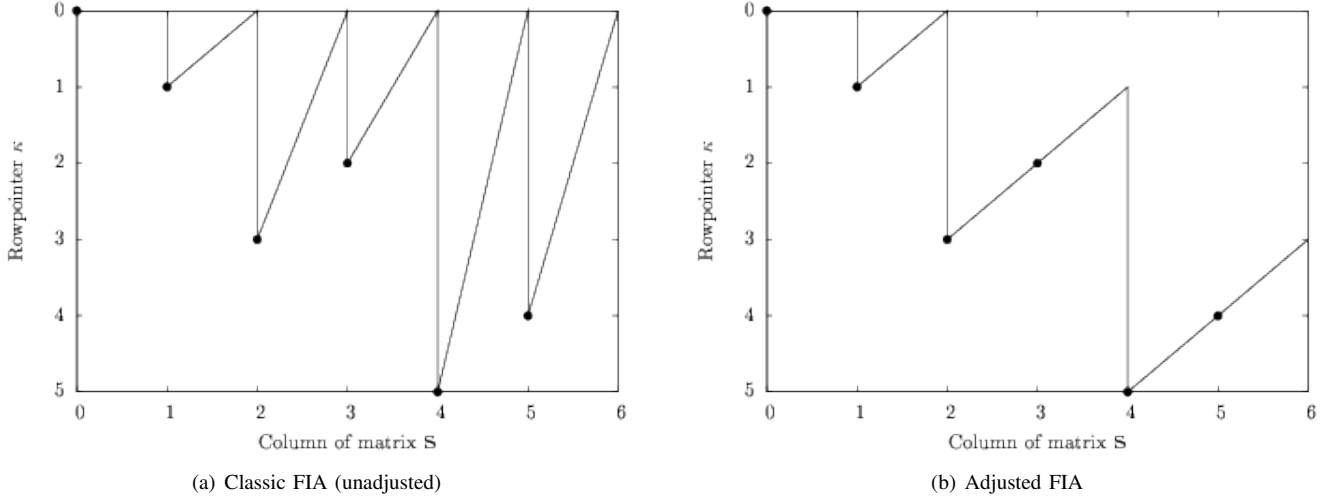 0
1
2
3
4
5
0 1 2 3 4 5 6
Rowpointer κ
Column of matrix S
(a) Classic FIA (unadjusted)
0
1
2
3
4
5
0 1 2 3 4 5 6
Rowpointer κ
Column of matrix S
(b) Adjusted FIA